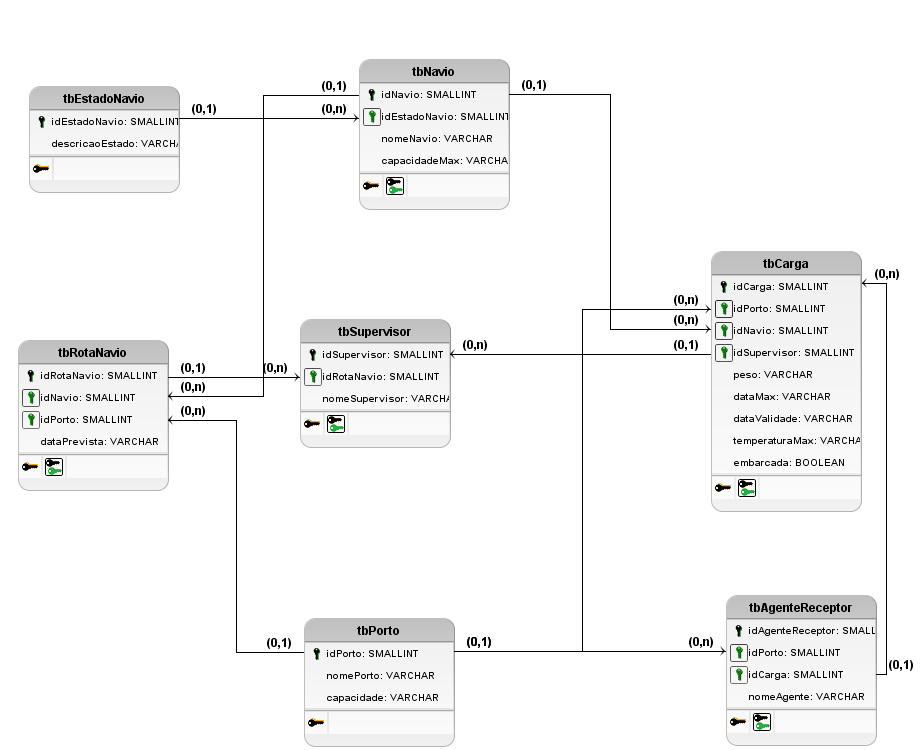 tbNavio
idNavio: SMALLINT
idEstadoNavio: SMALLINT
nomeNavio: VARCHAR
capacidadeMax: VARCHA
(0,1)
(0,n)
(0,1)
tbEstadoNavio
idEstadoNavio: SMALLINT
descricaoEstado: VARCHA
(0,1)
tbCarga
idCarga: SMALLINT
idPorto: SMALLINT
idNavio: SMALLINT
idSupervisor: SMALLINT
peso: VARCHAR
dataMax: VARCHAR
dataValidade: VARCHAR
temperaturaMax: VARCHA
embarcada: BOOLEAN
(0,n)
(0,n)
(0,n)
(0,1)
tbSupervisor
idSupervisor: SMALLINT
idRotaNavio: SMALLINT
nomeSupervisor: VARCHA
(0,n)
(0,n)
tbRotaNavio
idRotaNavio: SMALLINT
idNavio: SMALLINT
idPorto: SMALLINT
dataPrevista: VARCHAR
(0,1)
(0,n)
(0,n)
tbPorto
idPorto: SMALLINT
nomePorto: VARCHAR
capacidade: VARCHAR
(0,1)
(0,1)
tbAgenteReceptor
idAgenteReceptor: SMALL
idPorto: SMALLINT
idCarga: SMALLINT
nomeAgente: VARCHAR
(0,n)
(0,1)